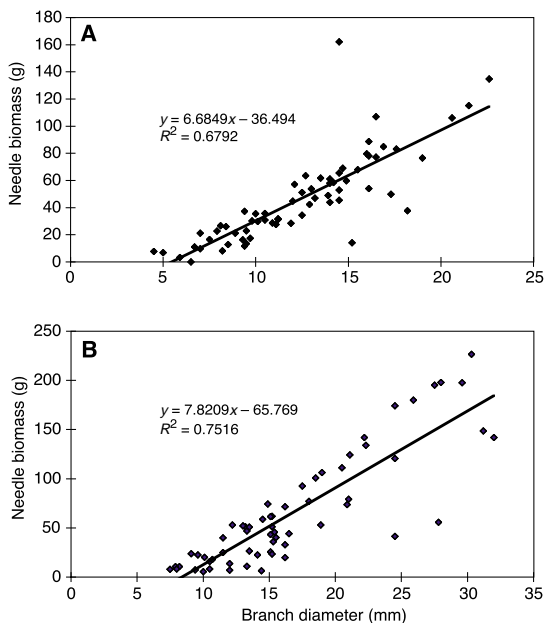 A
180
160
140
120
100
80
60
40
20
0
Needle biomass (g)
y = 6.6849x – 36.494
R² = 0.6792
0 5 10 15 20 25
B
250
200
150
100
50
0
Needle biomass (g)
y = 7.8209x – 65.769
R² = 0.7516
0 5 10 15 20 25 30 35
Branch diameter (mm)